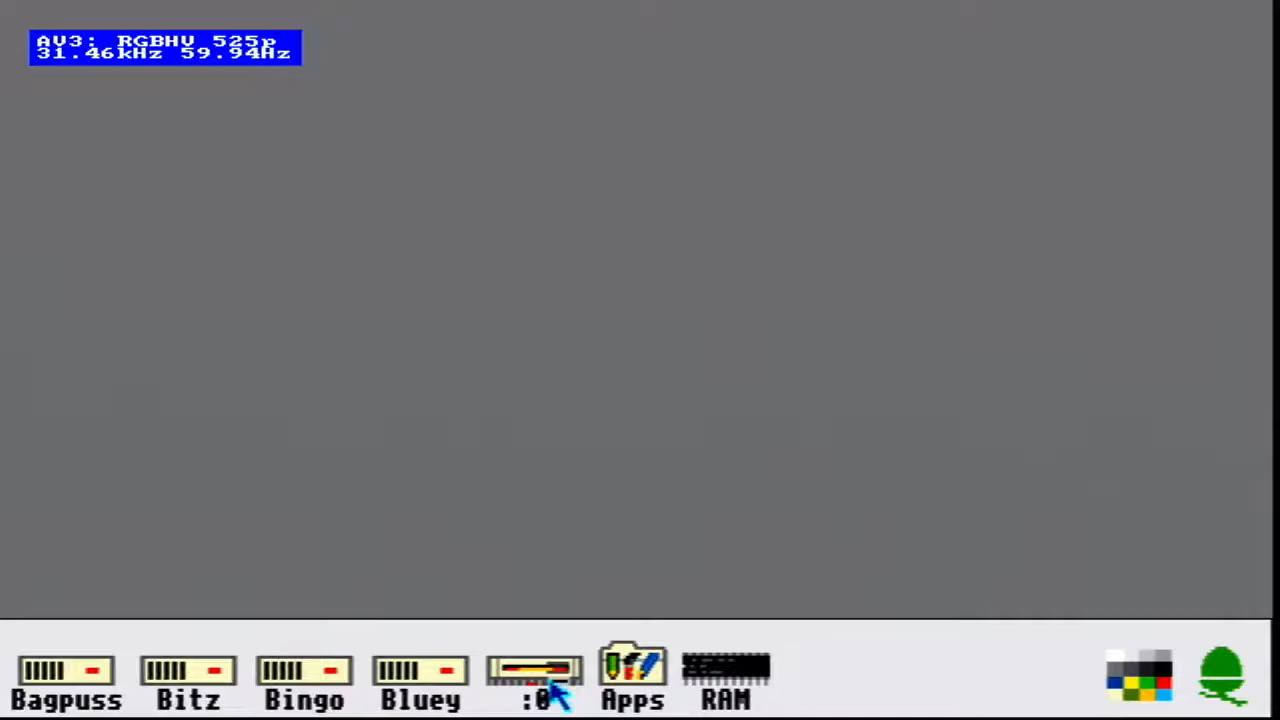 AV3: RGBHV 525p
31.46kHz 59.94Hz
Bagpuss Bitz Bingo Bluey :0 Apps RAM